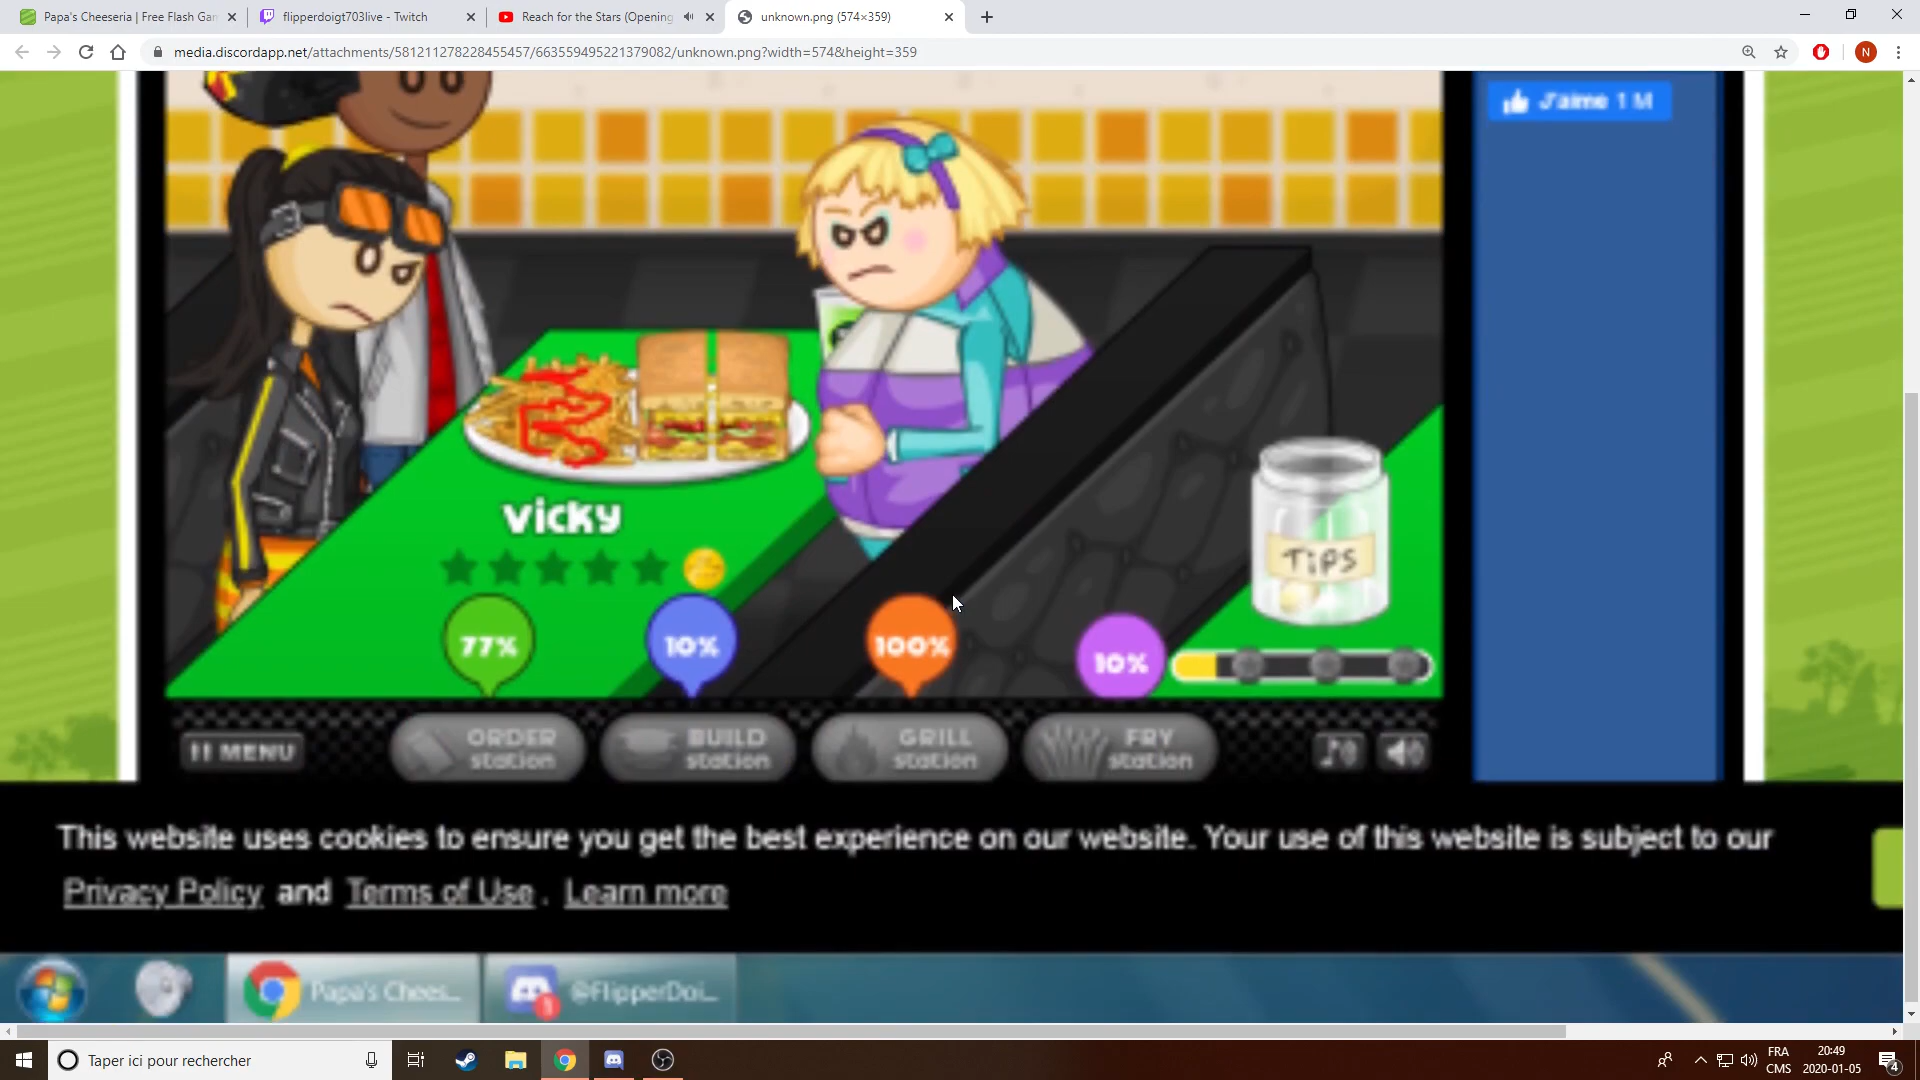 Papa's Cheeseria | Free Flash Gar
flipperdoigt703live - Twitch
Reach for the Stars (Opening
unknown.png (574×359)
media.discordapp.net/attachments/581211278228455457/663559495221379082/unknown.png?width=574&height=359
N
J'aime 1 M
vicky
TiPS
77%
10%
100%
10%
MENU
ORDER
station
BUILD
station
GRILL
station
FRY
station
This website uses cookies to ensure you get the best experience on our website. Your use of this website is subject to our
Privacy Policy and Terms of Use . Learn more
Papa's Chees...
1
@FlipperDoi...
Taper ici pour rechercher
FRA
CMS
20:49
2020-01-05
4